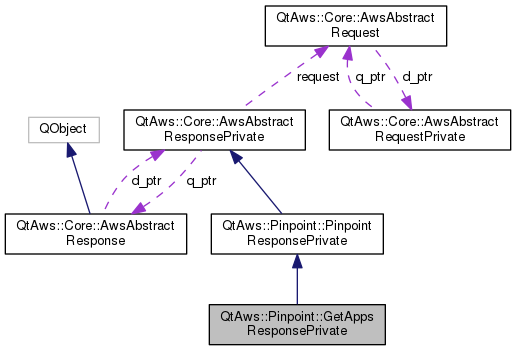 QtAws::Core::AwsAbstract
Request
request
q_ptr
d_ptr
QObject
QtAws::Core::AwsAbstract
ResponsePrivate
QtAws::Core::AwsAbstract
RequestPrivate
d_ptr
q_ptr
QtAws::Core::AwsAbstract
Response
QtAws::Pinpoint::Pinpoint
ResponsePrivate
QtAws::Pinpoint::GetApps
ResponsePrivate